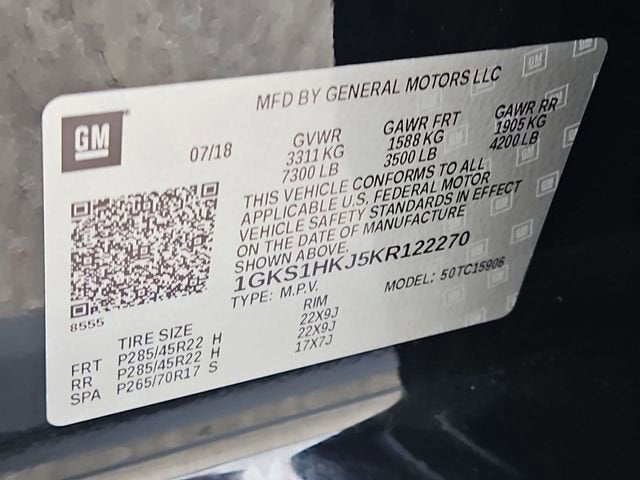 MFD BY GENERAL MOTORS LLC
GM
07/18
GVWR
3311 KG
7300 LB
GAWR FRT
1588 KG
3500 LB
GAWR RR
1905 KG
4200 LB
THIS VEHICLE CONFORMS TO ALL
APPLICABLE U.S. FEDERAL MOTOR
VEHICLE SAFETY STANDARDS IN EFFECT
ON THE DATE OF MANUFACTURE
SHOWN ABOVE.
1GKS1HKJ5KR122270
TYPE: M.P.V.
MODEL: 50TC15906
8555
TIRE SIZE RIM
FRT P285/45R22 H 22X9J
RR P285/45R22 H 22X9J
SPA P265/70R17 S 17X7J